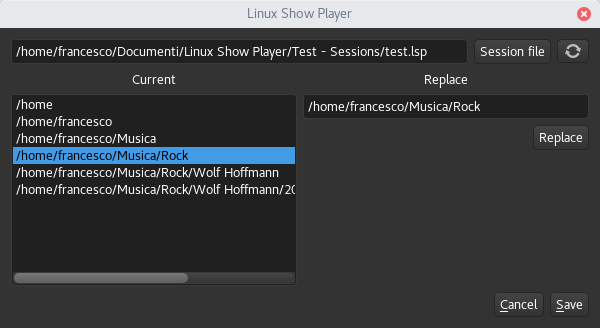 Linux Show Player
/home/francesco/Documenti/Linux Show Player/Test - Sessions/test.lsp
Session file
Current
Replace
/home
/home/francesco
/home/francesco/Musica
/home/francesco/Musica/Rock
/home/francesco/Musica/Rock/Wolf Hoffmann
/home/francesco/Musica/Rock/Wolf Hoffmann/20
/home/francesco/Musica/Rock
Replace
Cancel
Save